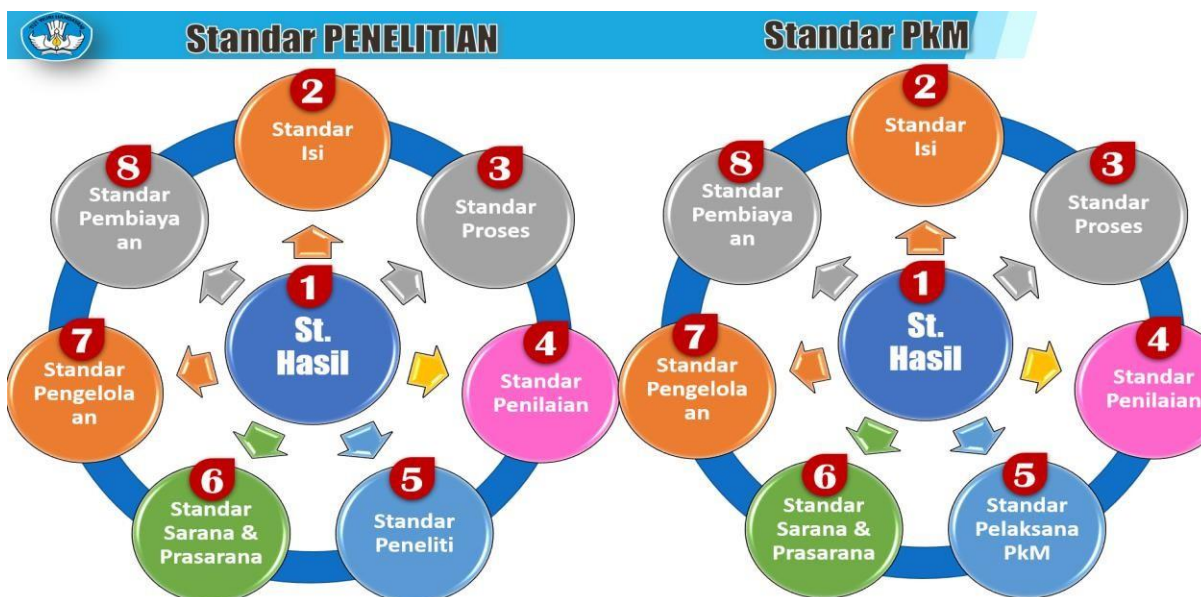 Standar PENELITIAN
2
Standar
Isi
8
Standar
Pembiaya
an
3
Standar
Proses
1
St.
Hasil
7
Standar
Pengelola
an
4
Standar
Penilaian
6
Standar
Sarana &
Prasarana
5
Standar
Peneliti
Standar PkM
2
Standar
Isi
8
Standar
Pembiaya
an
3
Standar
Proses
1
St.
Hasil
7
Standar
Pengelola
an
4
Standar
Penilaian
6
Standar
Sarana &
Prasarana
5
Standar
Pelaksana
PkM